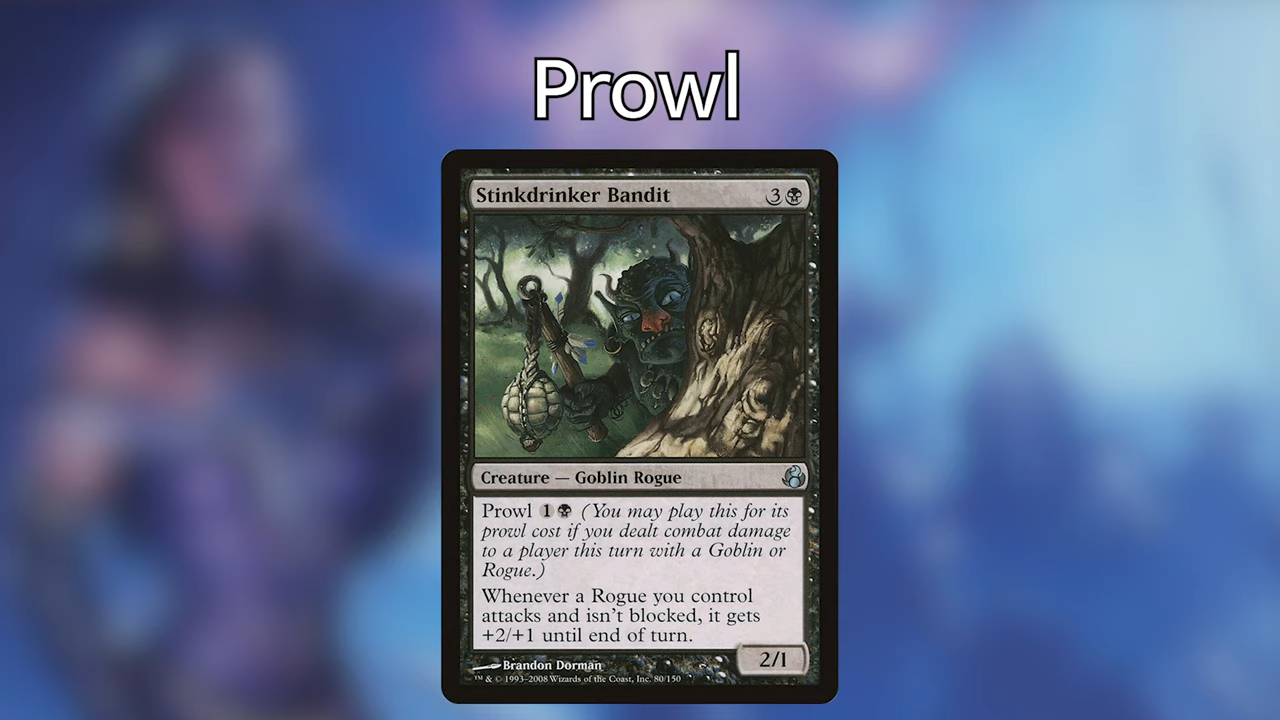 Prowl
Stinkdrinker Bandit 3
Creature — Goblin Rogue
Prowl 1 (You may play this for its
prowl cost if you dealt combat damage
to a player this turn with a Goblin or
Rogue.)
Whenever a Rogue you control
attacks and isn't blocked, it gets
+2/+1 until end of turn.
2/1
Brandon Dorman
™ & © 1993–2008 Wizards of the Coast, Inc. 80/150